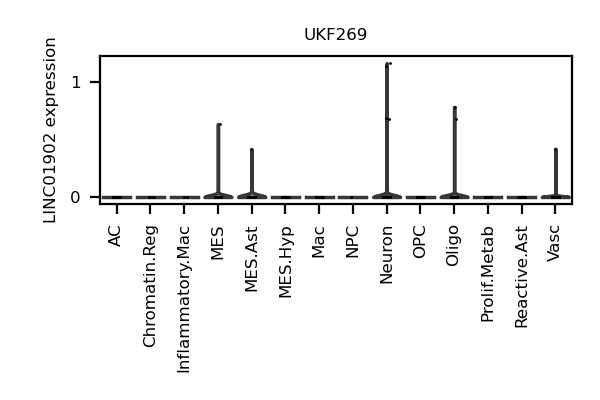 UKF269
LINC01902 expression
1
0
AC
Chromatin.Reg
Inflammatory.Mac
MES
MES.Ast
MES.Hyp
Mac
NPC
Neuron
OPC
Oligo
Prolif.Metab
Reactive.Ast
Vasc